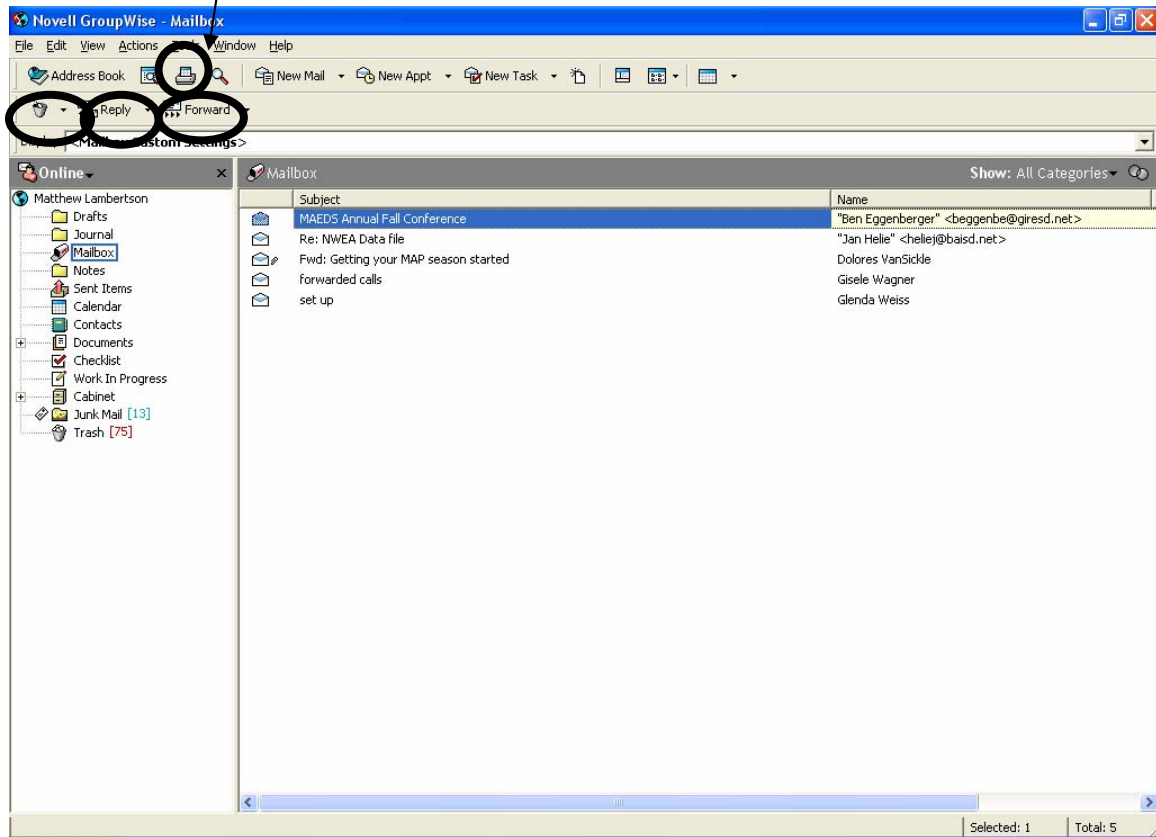 Novell GroupWise - Mailbox
File Edit View Actions Tools Window Help
Address Book New Mail New Appt New Task
Reply Forward
<Mailbox Custom Settings>
Online Mailbox Show: All Categories
Matthew Lambertson
Drafts
Journal
Mailbox
Notes
Sent Items
Calendar
Contacts
Documents
Checklist
Work In Progress
Cabinet
Junk Mail [13]
Trash [75]
Subject Name
MAEDS Annual Fall Conference "Ben Eggenberger" <beggenbe@giresd.net>
Re: NWEA Data file "Jan Helie" <heliej@baisd.net>
Fwd: Getting your MAP season started Dolores VanSickle
forwarded calls Gisele Wagner
set up Glenda Weiss
Selected: 1 Total: 5